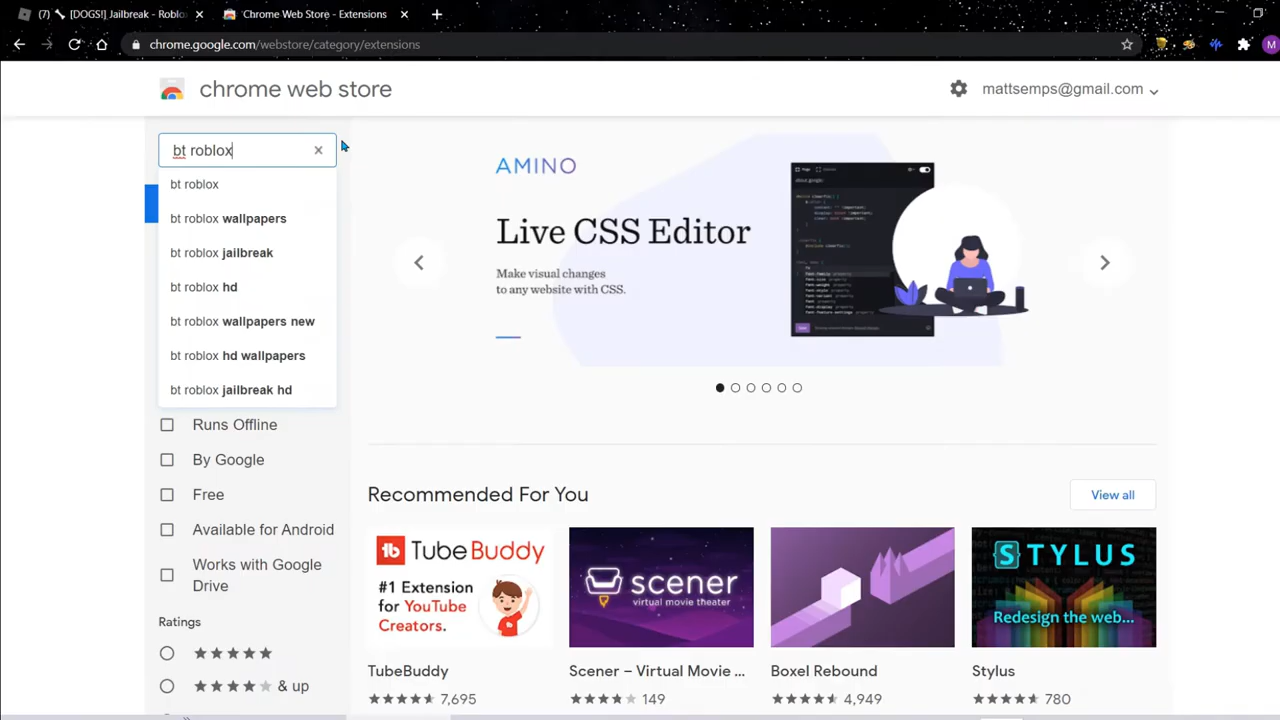 (7) 🔧 [DOGS!] Jailbreak - Roblo
Chrome Web Store - Extensions
chrome.google.com/webstore/category/extensions
M
chrome web store
mattsemps@gmail.com
bt roblox
bt roblox
bt roblox wallpapers
bt roblox jailbreak
bt roblox hd
bt roblox wallpapers new
bt roblox hd wallpapers
bt roblox jailbreak hd
AMINO
Live CSS Editor
Make visual changes
to any website with CSS.
Runs Offline
By Google
Free
Available for Android
Works with Google
Drive
Ratings
& up
Recommended For You
View all
TubeBuddy
#1 Extension
for YouTube
Creators.
TubeBuddy
7,695
scener
virtual movie theater
Scener – Virtual Movie ...
149
Boxel Rebound
4,949
STYLUS
Redesign the web...
Stylus
780